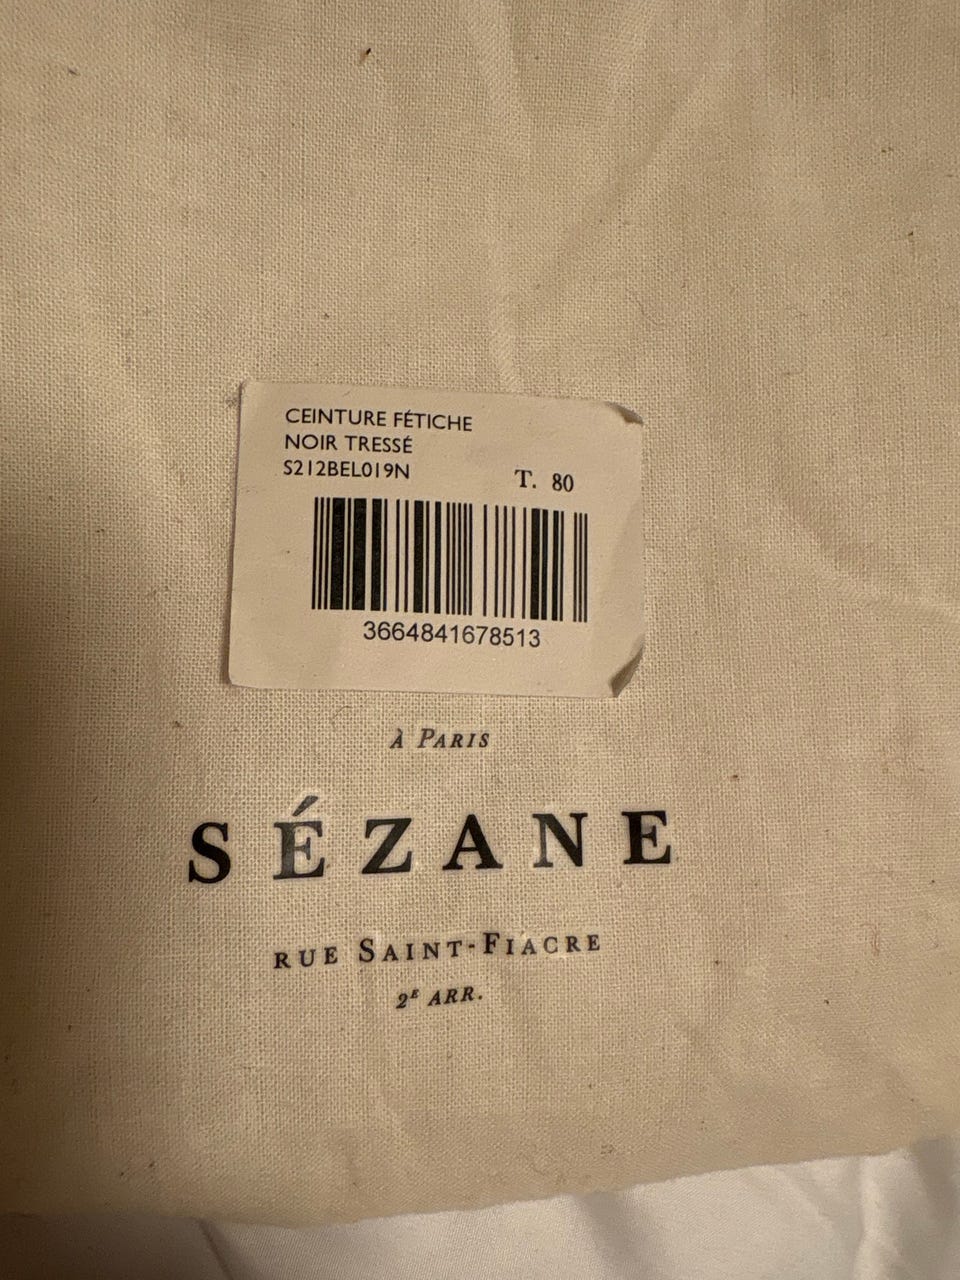 CEINTURE FÉTICHE
NOIR TRESSÉ
S212BEL019N
T. 80
3664841678513
À PARIS
SÉZANE
RUE SAINT-FIACRE
2E ARR.